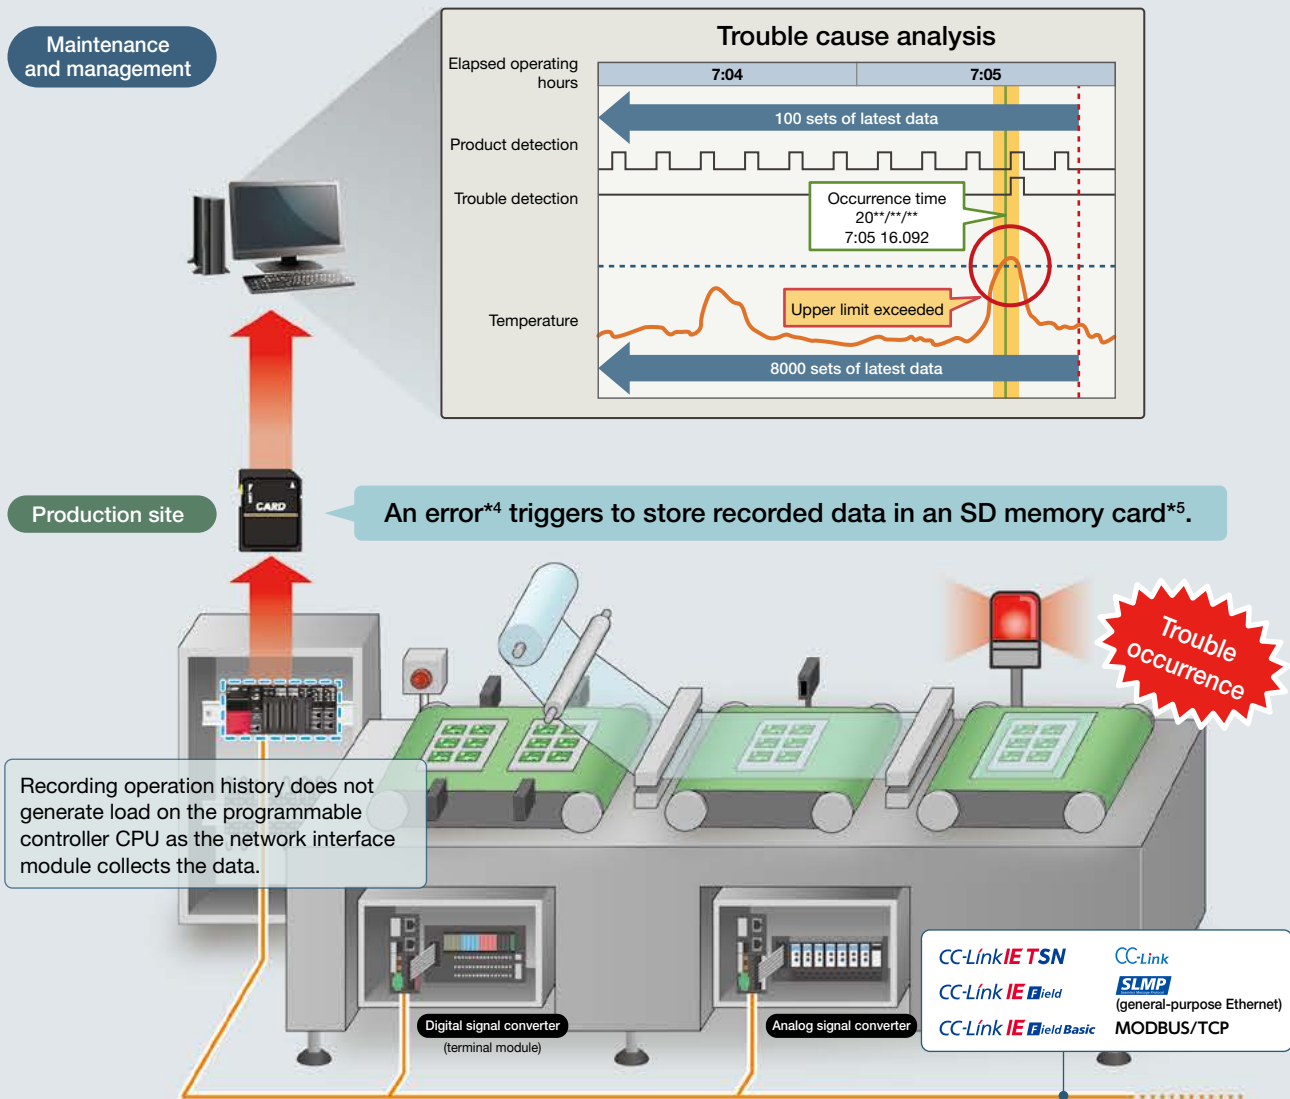 Maintenance
and management
Trouble cause analysis
Elapsed operating
hours
7:04
7:05
100 sets of latest data
Product detection
Trouble detection
Occurrence time
20**/**/**
7:05 16.092
Upper limit exceeded
Temperature
8000 sets of latest data
Production site
CARD
An error*4 triggers to store recorded data in an SD memory card*5.
Trouble
occurrence
Recording operation history does not
generate load on the programmable
controller CPU as the network interface
module collects the data.
Digital signal converter
(terminal module)
Analog signal converter
CC-Link IE TSN
CC-Link IE Field
CC-Link IE Field Basic
CC-Link
SLMP
(general-purpose Ethernet)
MODBUS/TCP